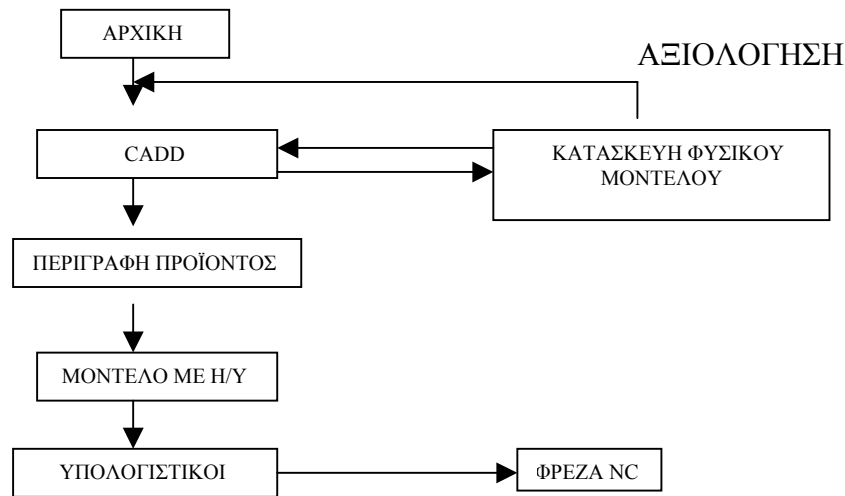 ΑΡΧΙΚΗ
ΑΞΙΟΛΟΓΗΣΗ
CADD
ΚΑΤΑΣΚΕΥΗ ΦΥΣΙΚΟΥ
ΜΟΝΤΕΛΟΥ
ΠΕΡΙΓΡΑΦΗ ΠΡΟΪΟΝΤΟΣ
ΜΟΝΤΕΛΟ ΜΕ Η/Υ
ΥΠΟΛΟΓΙΣΤΙΚΟΙ
ΦΡΕΖΑ NC